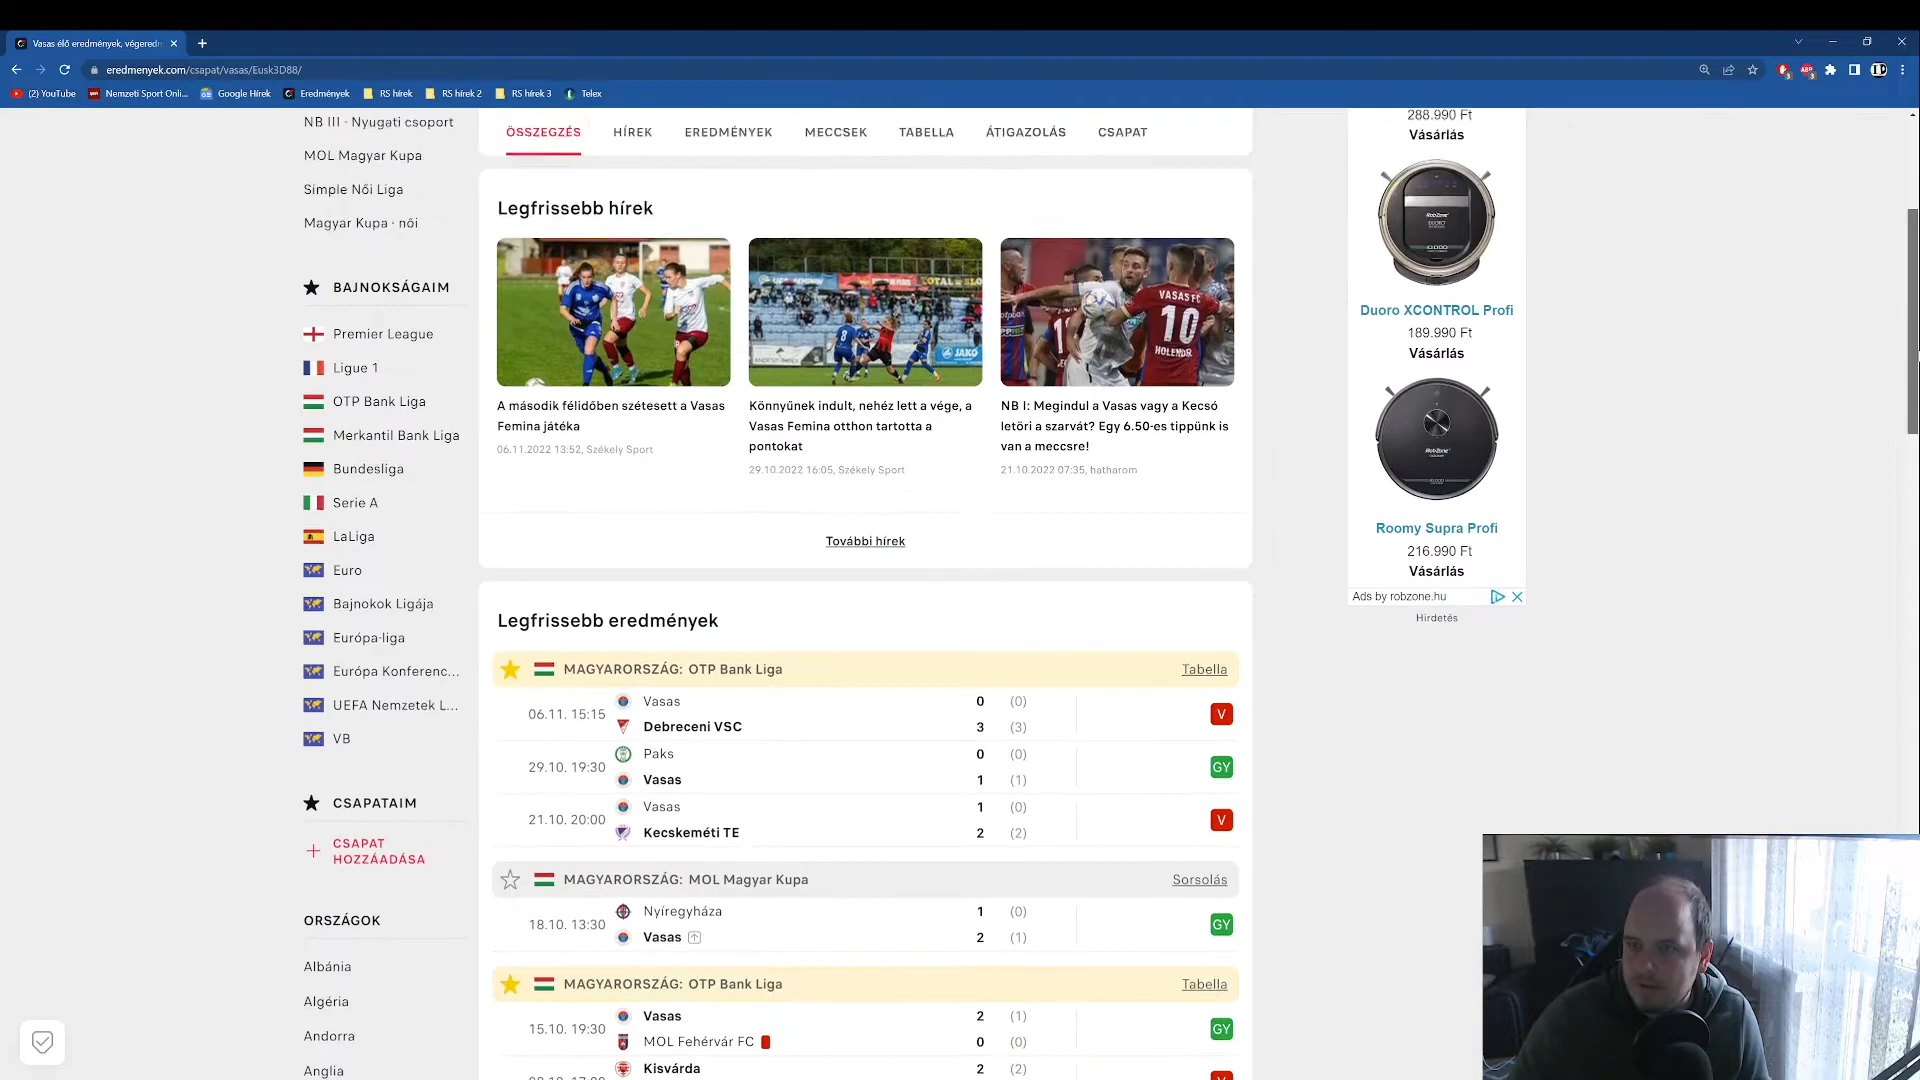 Vasas élő eredmények, végeredm
eredmenyek.com/csapat/vasas/Eusk3D88/
(2) YouTube
Nemzeti Sport Onli...
Google Hírek
Eredmények
RS hírek
RS hírek 2
RS hírek 3
Telex
NB III - Nyugati csoport
MOL Magyar Kupa
Simple Női Liga
Magyar Kupa - női
BAJNOKSÁGAIM
Premier League
Ligue 1
OTP Bank Liga
Merkantil Bank Liga
Bundesliga
Serie A
LaLiga
Euro
Bajnokok Ligája
Európa-liga
Európa Konferenc...
UEFA Nemzetek L...
VB
CSAPATAIM
CSAPAT
HOZZÁADÁSA
ORSZÁGOK
Albánia
Algéria
Andorra
Anglia
ÖSSZEGZÉS
HÍREK
EREDMÉNYEK
MECCSEK
TABELLA
ÁTIGAZOLÁS
CSAPAT
Legfrissebb hírek
VASAS FC
10
HOLENDER
A második félidőben szétesett a Vasas
Femina játéka
06.11.2022 13:52, Székely Sport
Könnyűnek indult, nehéz lett a vége, a
Vasas Femina otthon tartotta a
pontokat
29.10.2022 16:05, Székely Sport
NB I: Megindul a Vasas vagy a Kecsó
letöri a szarvát? Egy 6.50-es tippünk is
van a meccsre!
21.10.2022 07:35, hatharom
További hírek
Legfrissebb eredmények
MAGYARORSZÁG: OTP Bank Liga Tabella
06.11. 15:15
Vasas 0 (0)
Debreceni VSC 3 (3)
V
29.10. 19:30
Paks 0 (0)
Vasas 1 (1)
GY
21.10. 20:00
Vasas 1 (0)
Kecskeméti TE 2 (2)
V
MAGYARORSZÁG: MOL Magyar Kupa Sorsolás
18.10. 13:30
Nyíregyháza 1 (0)
Vasas 2 (1)
GY
MAGYARORSZÁG: OTP Bank Liga Tabella
15.10. 19:30
Vasas 2 (1)
MOL Fehérvár FC 0 (0)
GY
Kisvárda 2 (2)
288.990 Ft
Vásárlás
Duoro XCONTROL Profi
189.990 Ft
Vásárlás
Roomy Supra Profi
216.990 Ft
Vásárlás
Ads by robzone.hu
Hirdetés